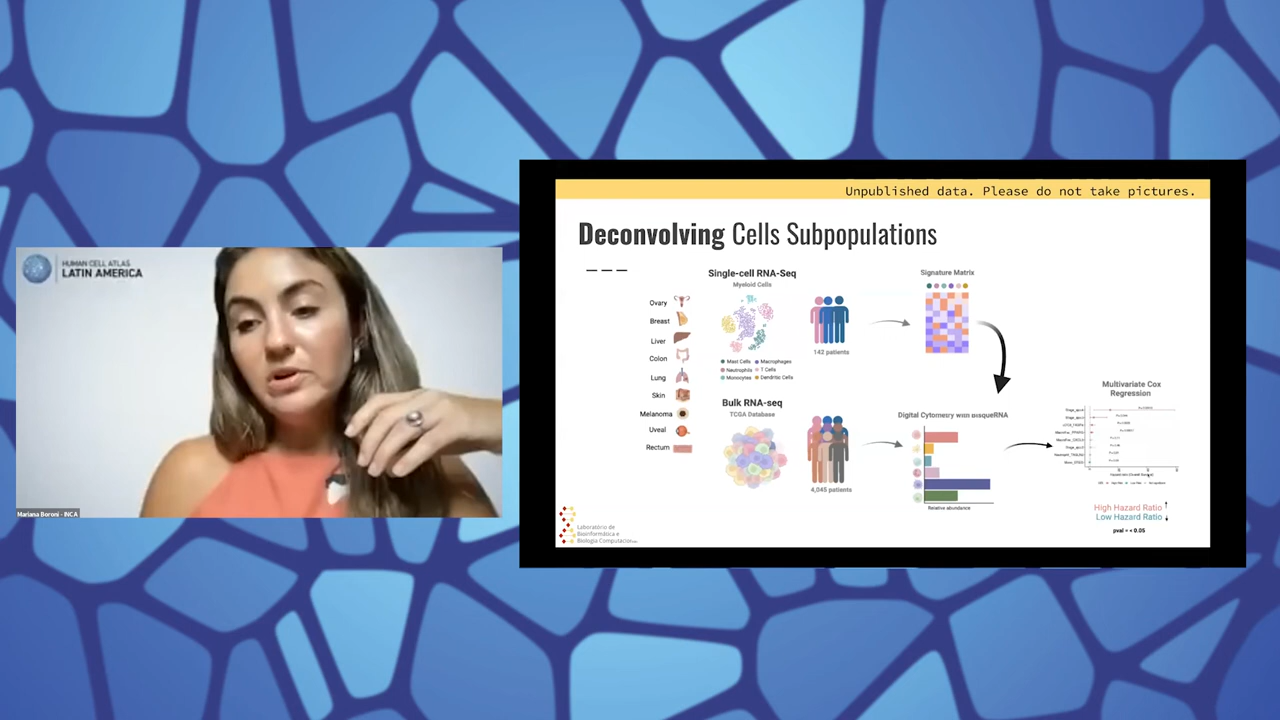 HUMAN CELL ATLAS
LATIN AMERICA
Mariana Boroni - INCA
Unpublished data. Please do not take pictures.
Deconvolving Cells Subpopulations
Single-cell RNA-Seq
Myeloid Cells
Ovary
Breast
Liver
Colon
Lung
Skin
Melanoma
Uveal
Rectum
Mast Cells
Macrophages
Neutrophils
T Cells
Monocytes
Dendritic Cells
142 patients
Signature Matrix
Bulk RNA-seq
TCGA Database
4,045 patients
Digital Cytometry with BisqueRNA
Relative abundance
Multivariate Cox
Regression
High Hazard Ratio
Low Hazard Ratio
pval = < 0.05
Laboratório de
Bioinformática e